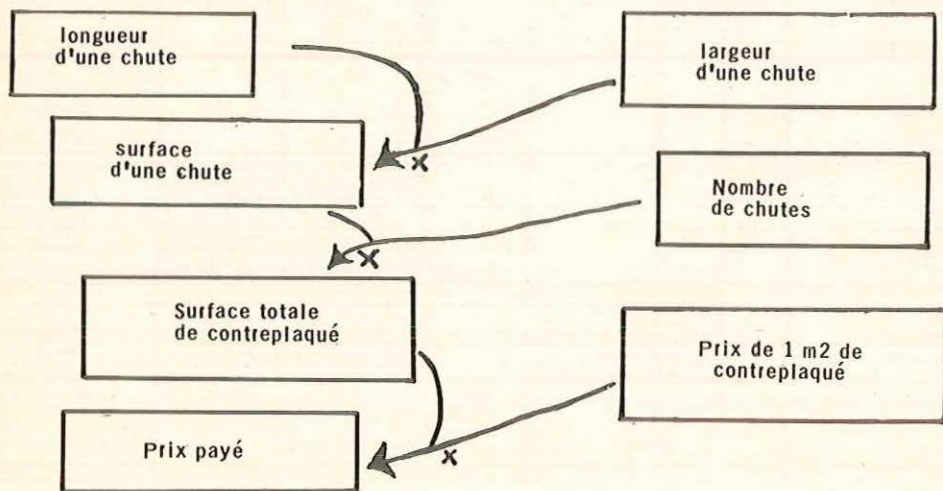 longueur
d'une chute
largeur
d'une chute
x
surface
d'une chute
Nombre
de chutes
x
Surface totale
de contreplaqué
Prix de 1 m2 de
contreplaqué
x
Prix payé